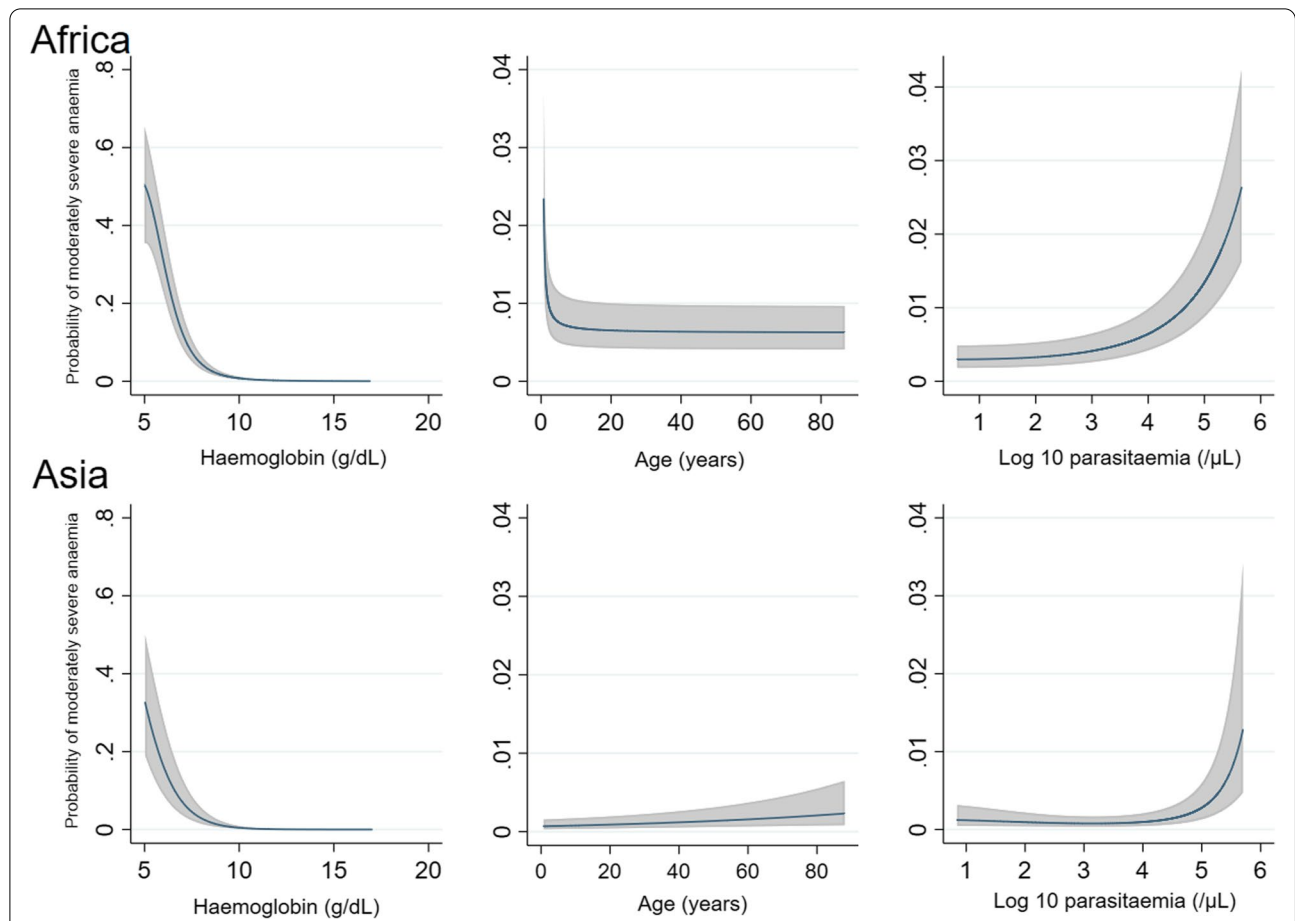 Africa
Probability of moderately severe anaemia
.8
.6
.4
.2
0
5 10 15 20
Haemoglobin (g/dL)
.04
.03
.02
.01
0
0 20 40 60 80
Age (years)
.04
.03
.02
.01
0
1 2 3 4 5 6
Log 10 parasitaemia (/µL)
Asia
Probability of moderately severe anaemia
.8
.6
.4
.2
0
5 10 15 20
Haemoglobin (g/dL)
.04
.03
.02
.01
0
0 20 40 60 80
Age (years)
.04
.03
.02
.01
0
1 2 3 4 5 6
Log 10 parasitaemia (/µL)